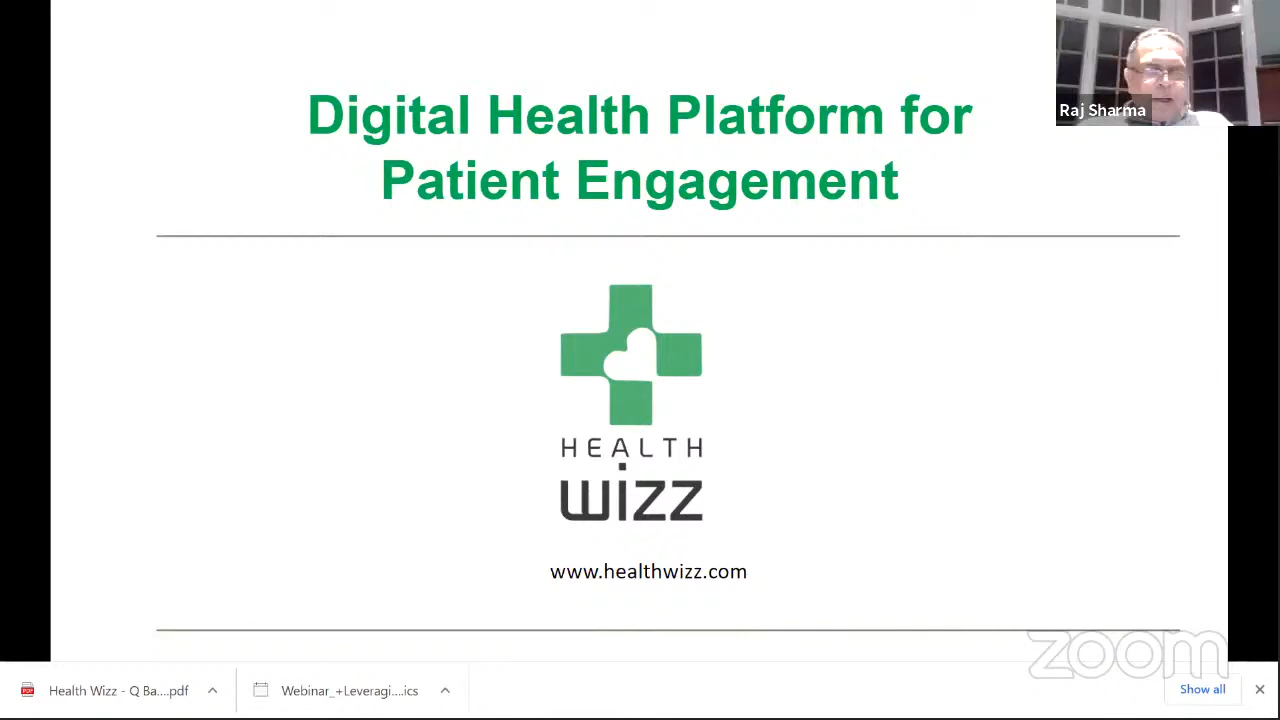 Digital Health Platform for
Patient Engagement
Raj Sharma
HEALTH
wizz
www.healthwizz.com
zoom
Health Wizz - Q Ba....pdf
Webinar_+Leveragi....ics
Show all